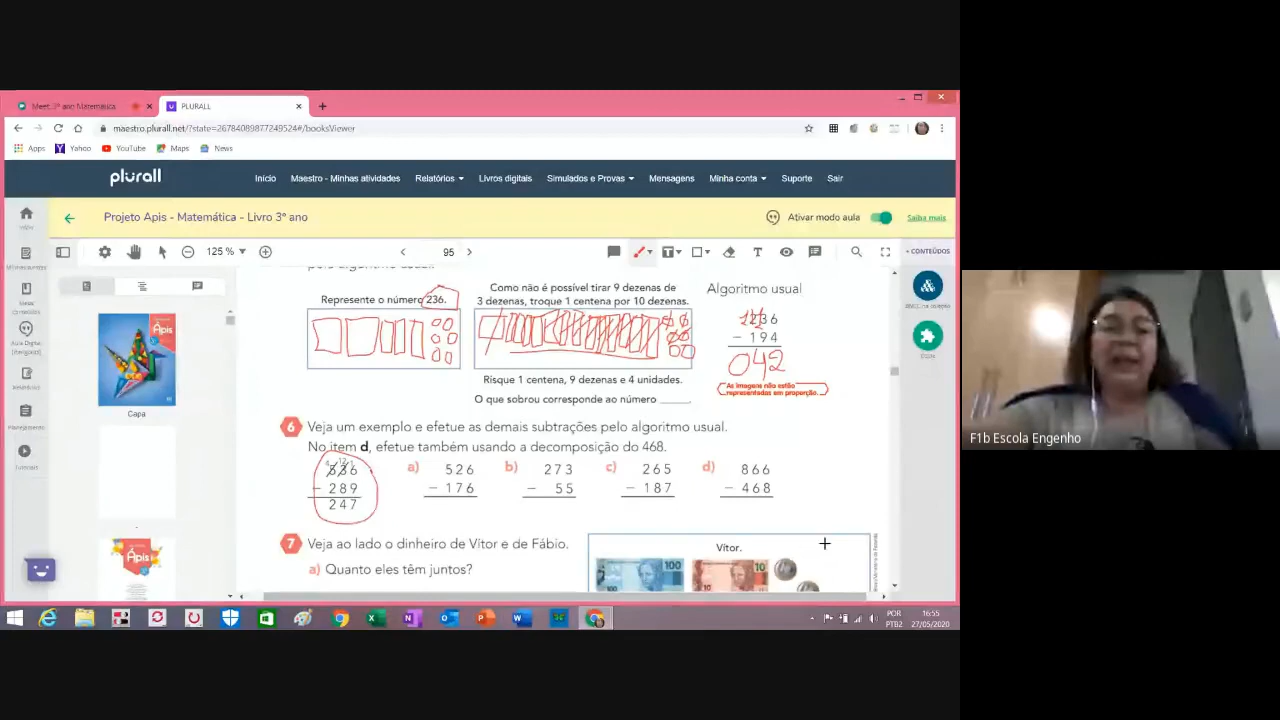 Meet: 3º ano Matemática
PLURALL
maestro.plurall.net/?state=26784089877249524#/booksViewer
Apps Yahoo YouTube Maps News
plurall
Início Maestro - Minhas atividades Relatórios Livros digitais Simulados e Provas Mensagens Minha conta Suporte Sair
Projeto Apis - Matemática - Livro 3º ano
Ativar modo aula Saiba mais
125 % 95
+ CONTEÚDOS
pelo algoritmo usual.
Represente o número 236.
Como não é possível tirar 9 dezenas de
3 dezenas, troque 1 centena por 10 dezenas.
Algoritmo usual
236
− 194
042
As imagens não estão
representadas em proporção.
Risque 1 centena, 9 dezenas e 4 unidades.
O que sobrou corresponde ao número _____.
6 Veja um exemplo e efetue as demais subtrações pelo algoritmo usual.
No item d, efetue também usando a decomposição do 468.
536 a) 526 b) 273 c) 265 d) 866
− 289 − 176 − 55 − 187 − 468
247
7 Veja ao lado o dinheiro de Vítor e de Fábio.
a) Quanto eles têm juntos?
Vítor.
100
10
Capa
Ápis
F1b Escola Engenho
POR
PTB2
16:55
27/05/2020